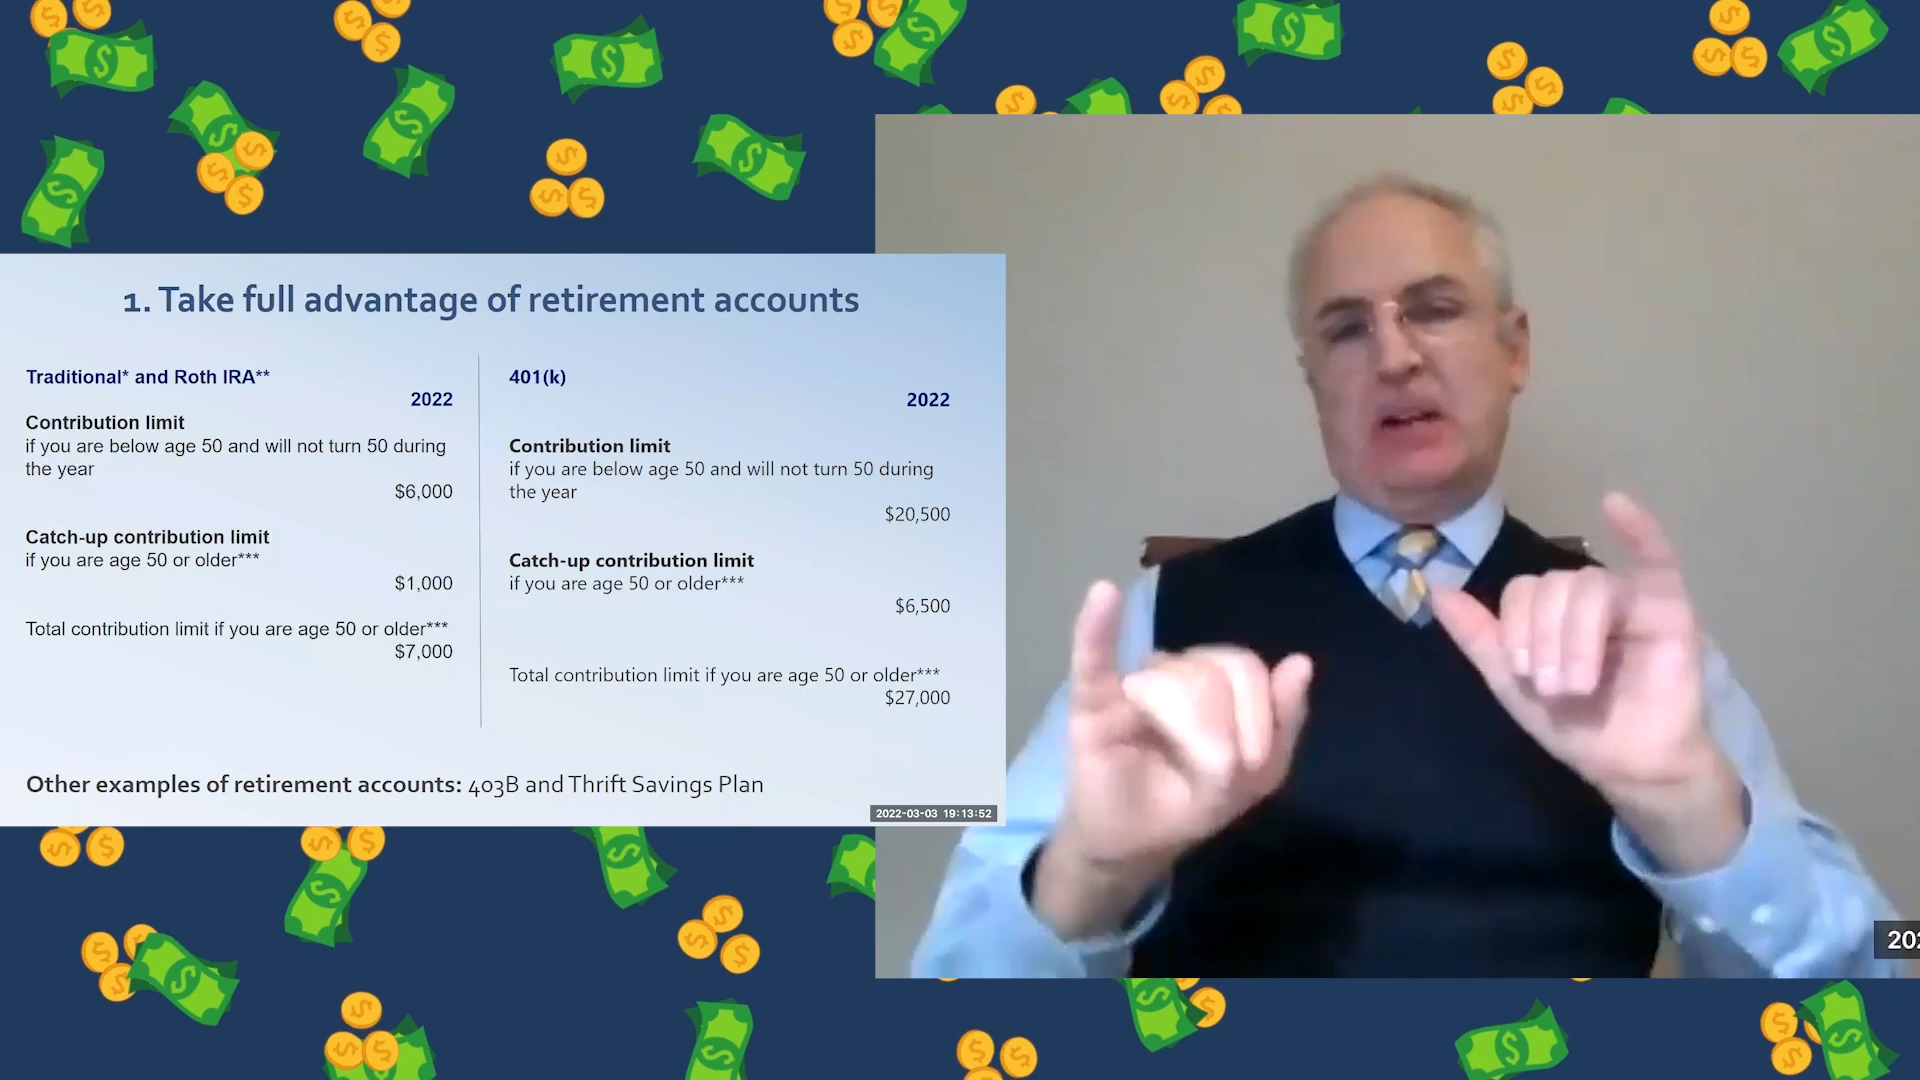 1. Take full advantage of retirement accounts
Traditional* and Roth IRA**
2022
Contribution limit
if you are below age 50 and will not turn 50 during
the year
$6,000
Catch-up contribution limit
if you are age 50 or older***
$1,000
Total contribution limit if you are age 50 or older***
$7,000
401(k)
2022
Contribution limit
if you are below age 50 and will not turn 50 during
the year
$20,500
Catch-up contribution limit
if you are age 50 or older***
$6,500
Total contribution limit if you are age 50 or older***
$27,000
Other examples of retirement accounts: 403B and Thrift Savings Plan
2022-03-03 19:13:52